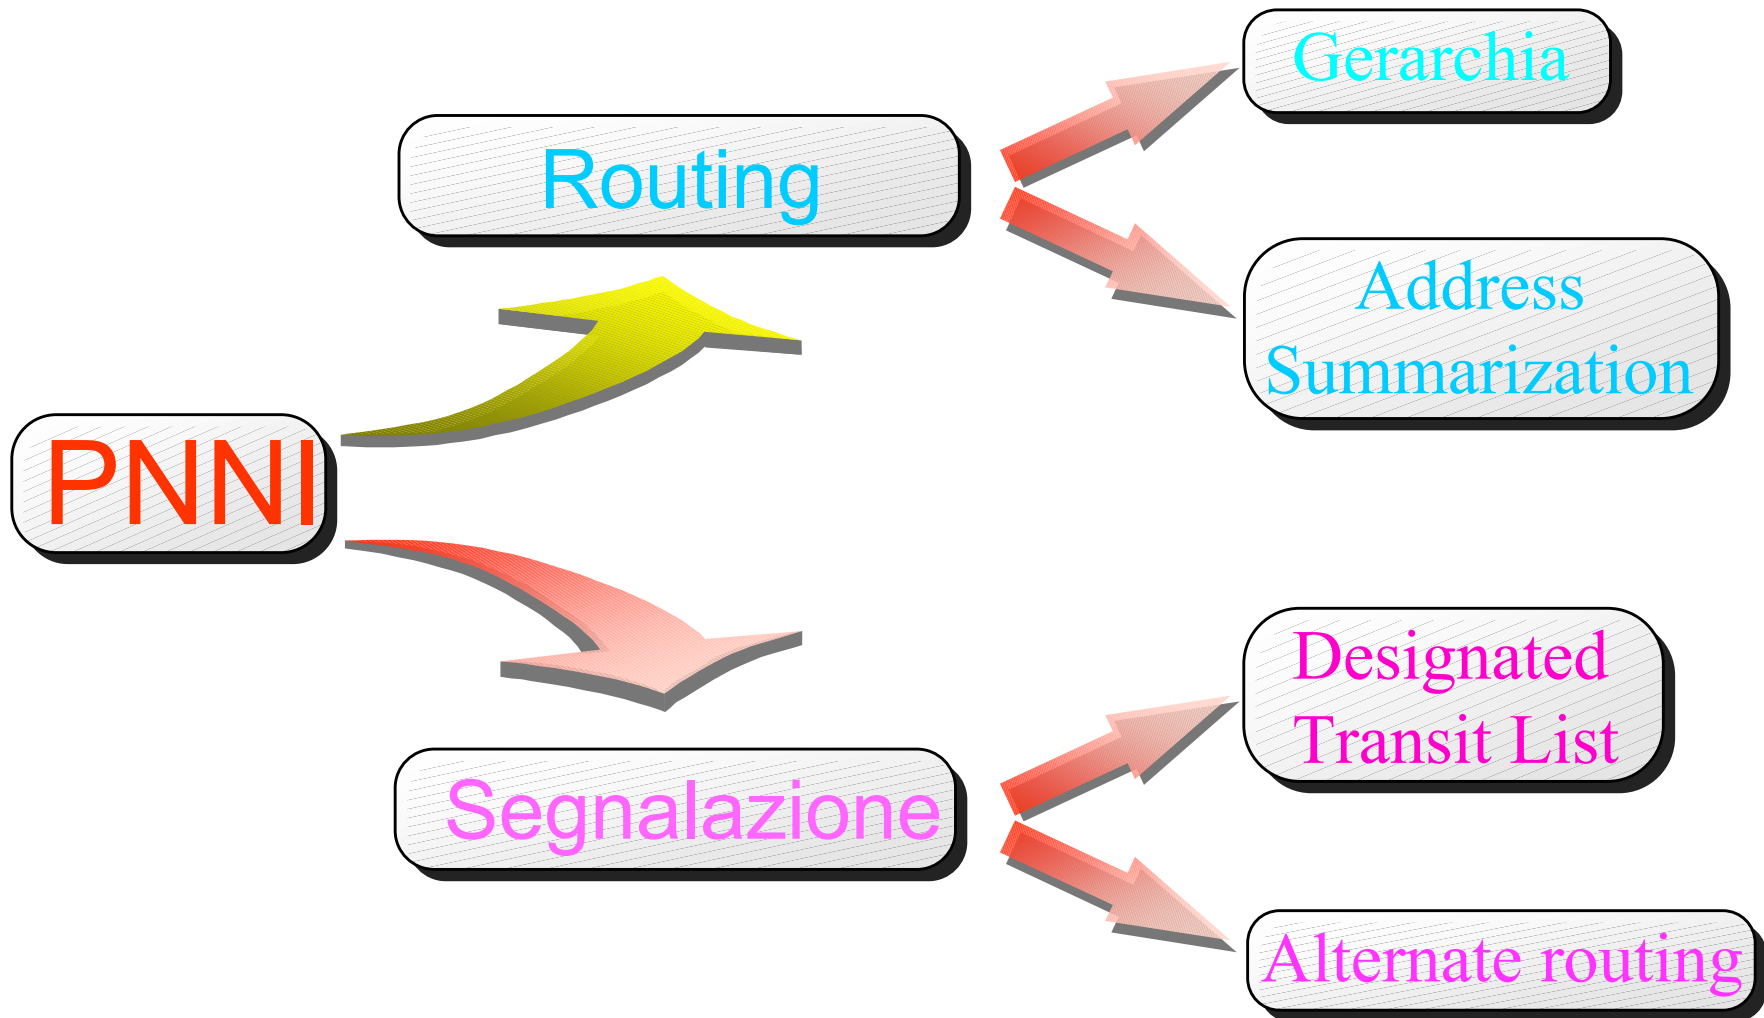 Gerarchia
Routing
Address
Summarization
PNNI
Designated
Transit List
Segnalazione
Alternate routing